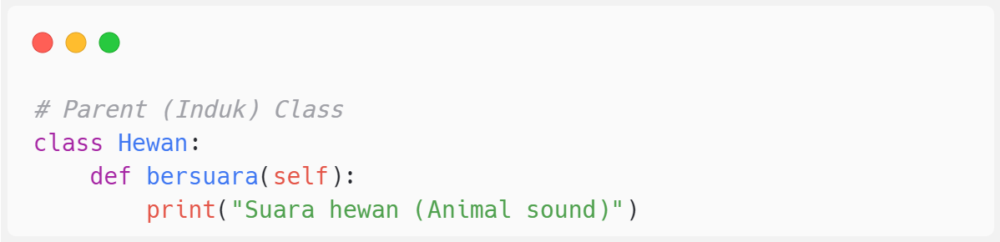 # Parent (Induk) Class
class Hewan:
    def bersuara(self):
        print("Suara hewan (Animal sound)")